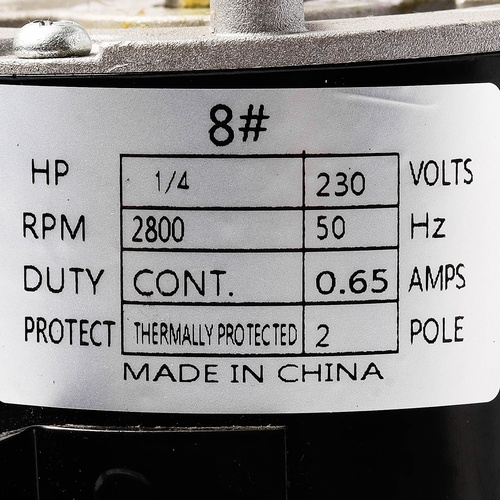 8#
HP 1/4 230 VOLTS
RPM 2800 50 Hz
DUTY CONT. 0.65 AMPS
PROTECT THERMALLY PROTECTED 2 POLE
MADE IN CHINA